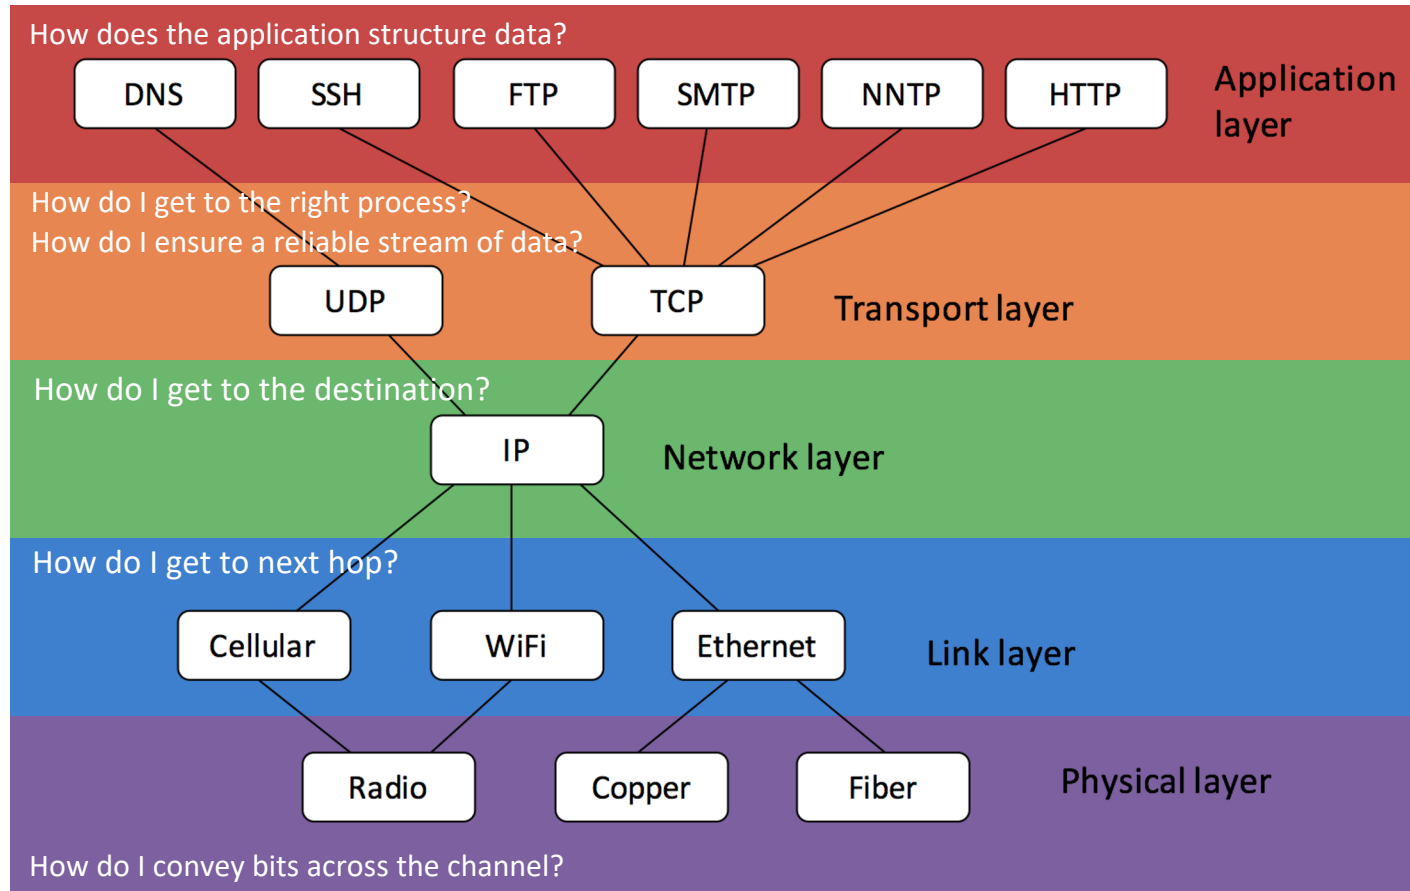 How does the application structure data?
DNS SSH FTP SMTP NNTP HTTP
Application
layer
How do I get to the right process?
How do I ensure a reliable stream of data?
UDP TCP
Transport layer
How do I get to the destination?
IP
Network layer
How do I get to next hop?
Cellular WiFi Ethernet
Link layer
Radio Copper Fiber
Physical layer
How do I convey bits across the channel?